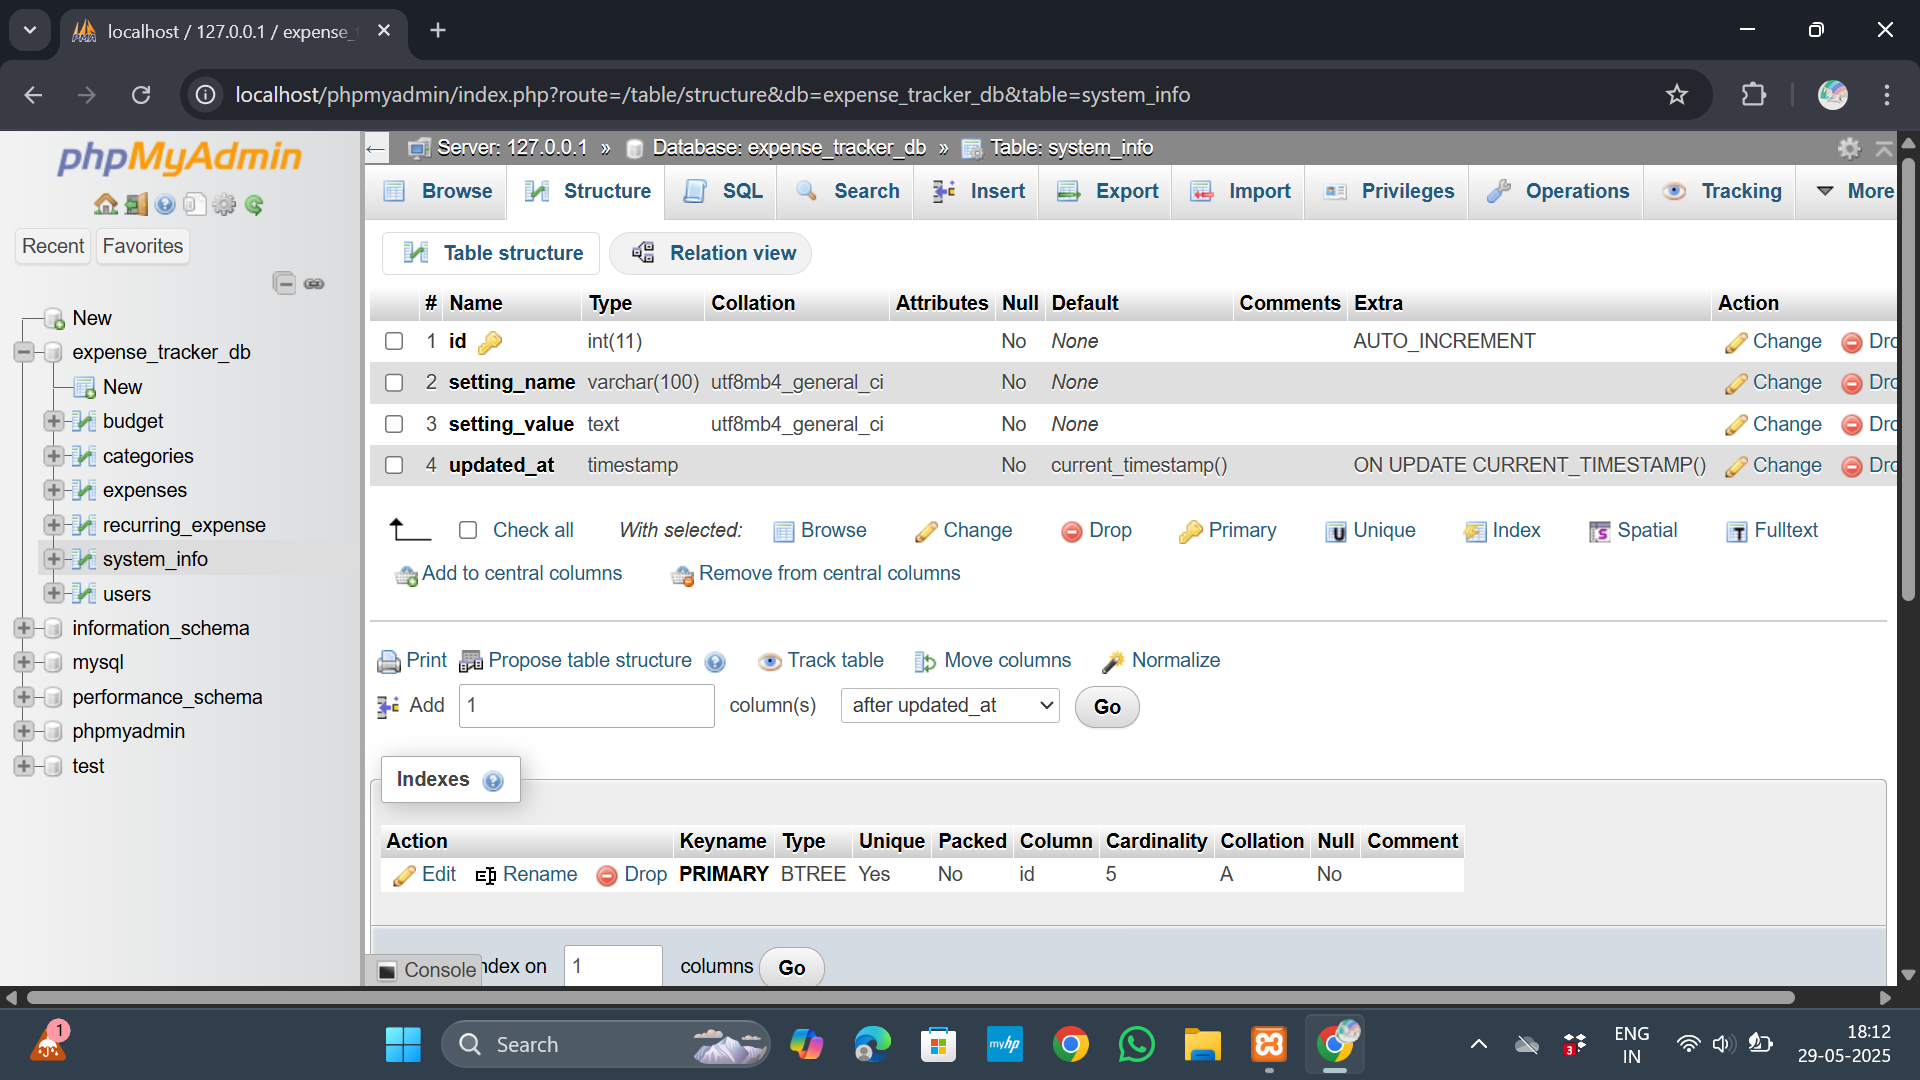 localhost / 127.0.0.1 / expense_
localhost/phpmyadmin/index.php?route=/table/structure&db=expense_tracker_db&table=system_info
phpMyAdmin
Recent Favorites
New
expense_tracker_db
New
budget
categories
expenses
recurring_expense
system_info
users
information_schema
mysql
performance_schema
phpmyadmin
test
Server: 127.0.0.1 » Database: expense_tracker_db » Table: system_info
Browse Structure SQL Search Insert Export Import Privileges Operations Tracking More
Table structure Relation view
# Name Type Collation Attributes Null Default Comments Extra Action
1 id int(11) No None AUTO_INCREMENT Change Dro
2 setting_name varchar(100) utf8mb4_general_ci No None Change Dro
3 setting_value text utf8mb4_general_ci No None Change Dro
4 updated_at timestamp No current_timestamp() ON UPDATE CURRENT_TIMESTAMP() Change Dro
Check all With selected: Browse Change Drop Primary Unique Index Spatial Fulltext
Add to central columns Remove from central columns
Print Propose table structure Track table Move columns Normalize
Add 1 column(s) after updated_at Go
Indexes
Action Keyname Type Unique Packed Column Cardinality Collation Null Comment
Edit Rename Drop PRIMARY BTREE Yes No id 5 A No
Console ndex on 1 columns Go
1
Search
myhp
3
ENG
IN
18:12
29-05-2025